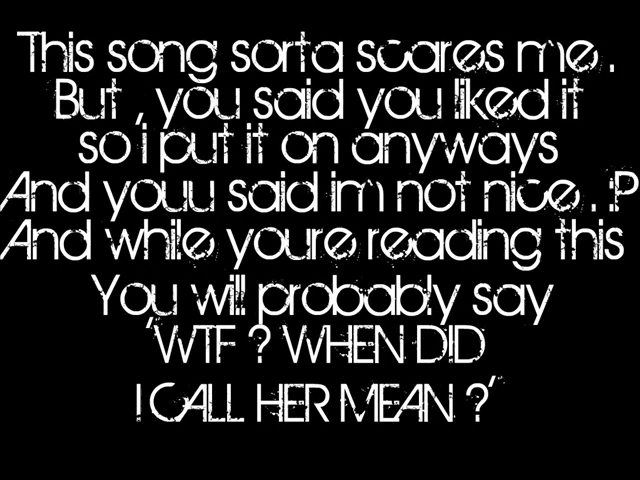 This song sorta scares me .
But , you said you liked it
so i put it on anyways
And youu said im not nice . :P
And while youre reading this
You will probably say
'WTF ? WHEN DID
I CALL HER MEAN ?'